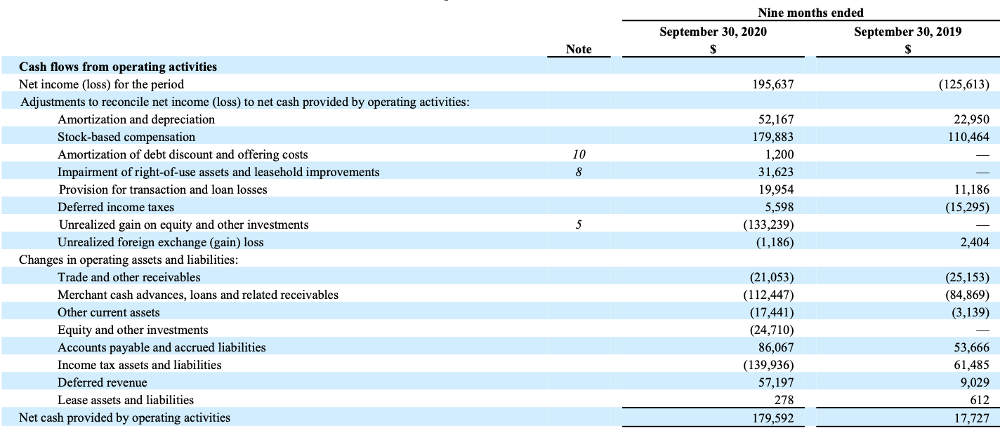 Nine months ended
September 30, 2020 September 30, 2019
Note $ $
Cash flows from operating activities
Net income (loss) for the period 195,637 (125,613)
Adjustments to reconcile net income (loss) to net cash provided by operating activities:
Amortization and depreciation 52,167 22,950
Stock-based compensation 179,883 110,464
Amortization of debt discount and offering costs 10 1,200 —
Impairment of right-of-use assets and leasehold improvements 8 31,623 —
Provision for transaction and loan losses 19,954 11,186
Deferred income taxes 5,598 (15,295)
Unrealized gain on equity and other investments 5 (133,239) —
Unrealized foreign exchange (gain) loss (1,186) 2,404
Changes in operating assets and liabilities:
Trade and other receivables (21,053) (25,153)
Merchant cash advances, loans and related receivables (112,447) (84,869)
Other current assets (17,441) (3,139)
Equity and other investments (24,710) —
Accounts payable and accrued liabilities 86,067 53,666
Income tax assets and liabilities (139,936) 61,485
Deferred revenue 57,197 9,029
Lease assets and liabilities 278 612
Net cash provided by operating activities 179,592 17,727